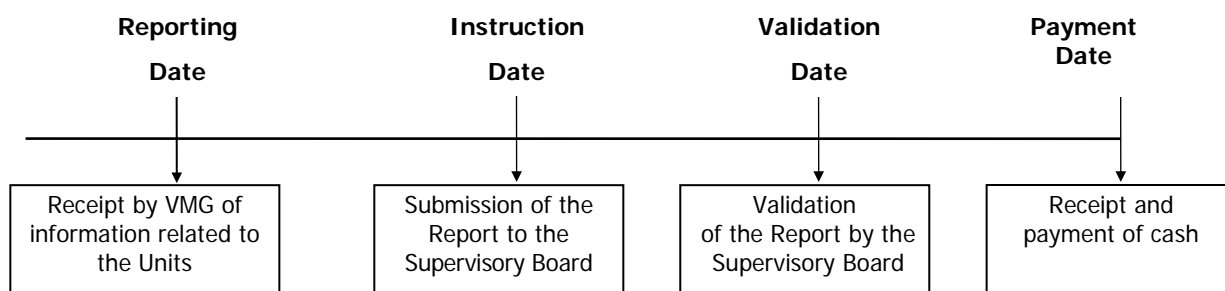 Reporting
Date
Instruction
Date
Validation
Date
Payment
Date
Receipt by VMG of
information related to
the Units
Submission of the
Report to the
Supervisory Board
Validation
of the Report by the
Supervisory Board
Receipt and
payment of cash